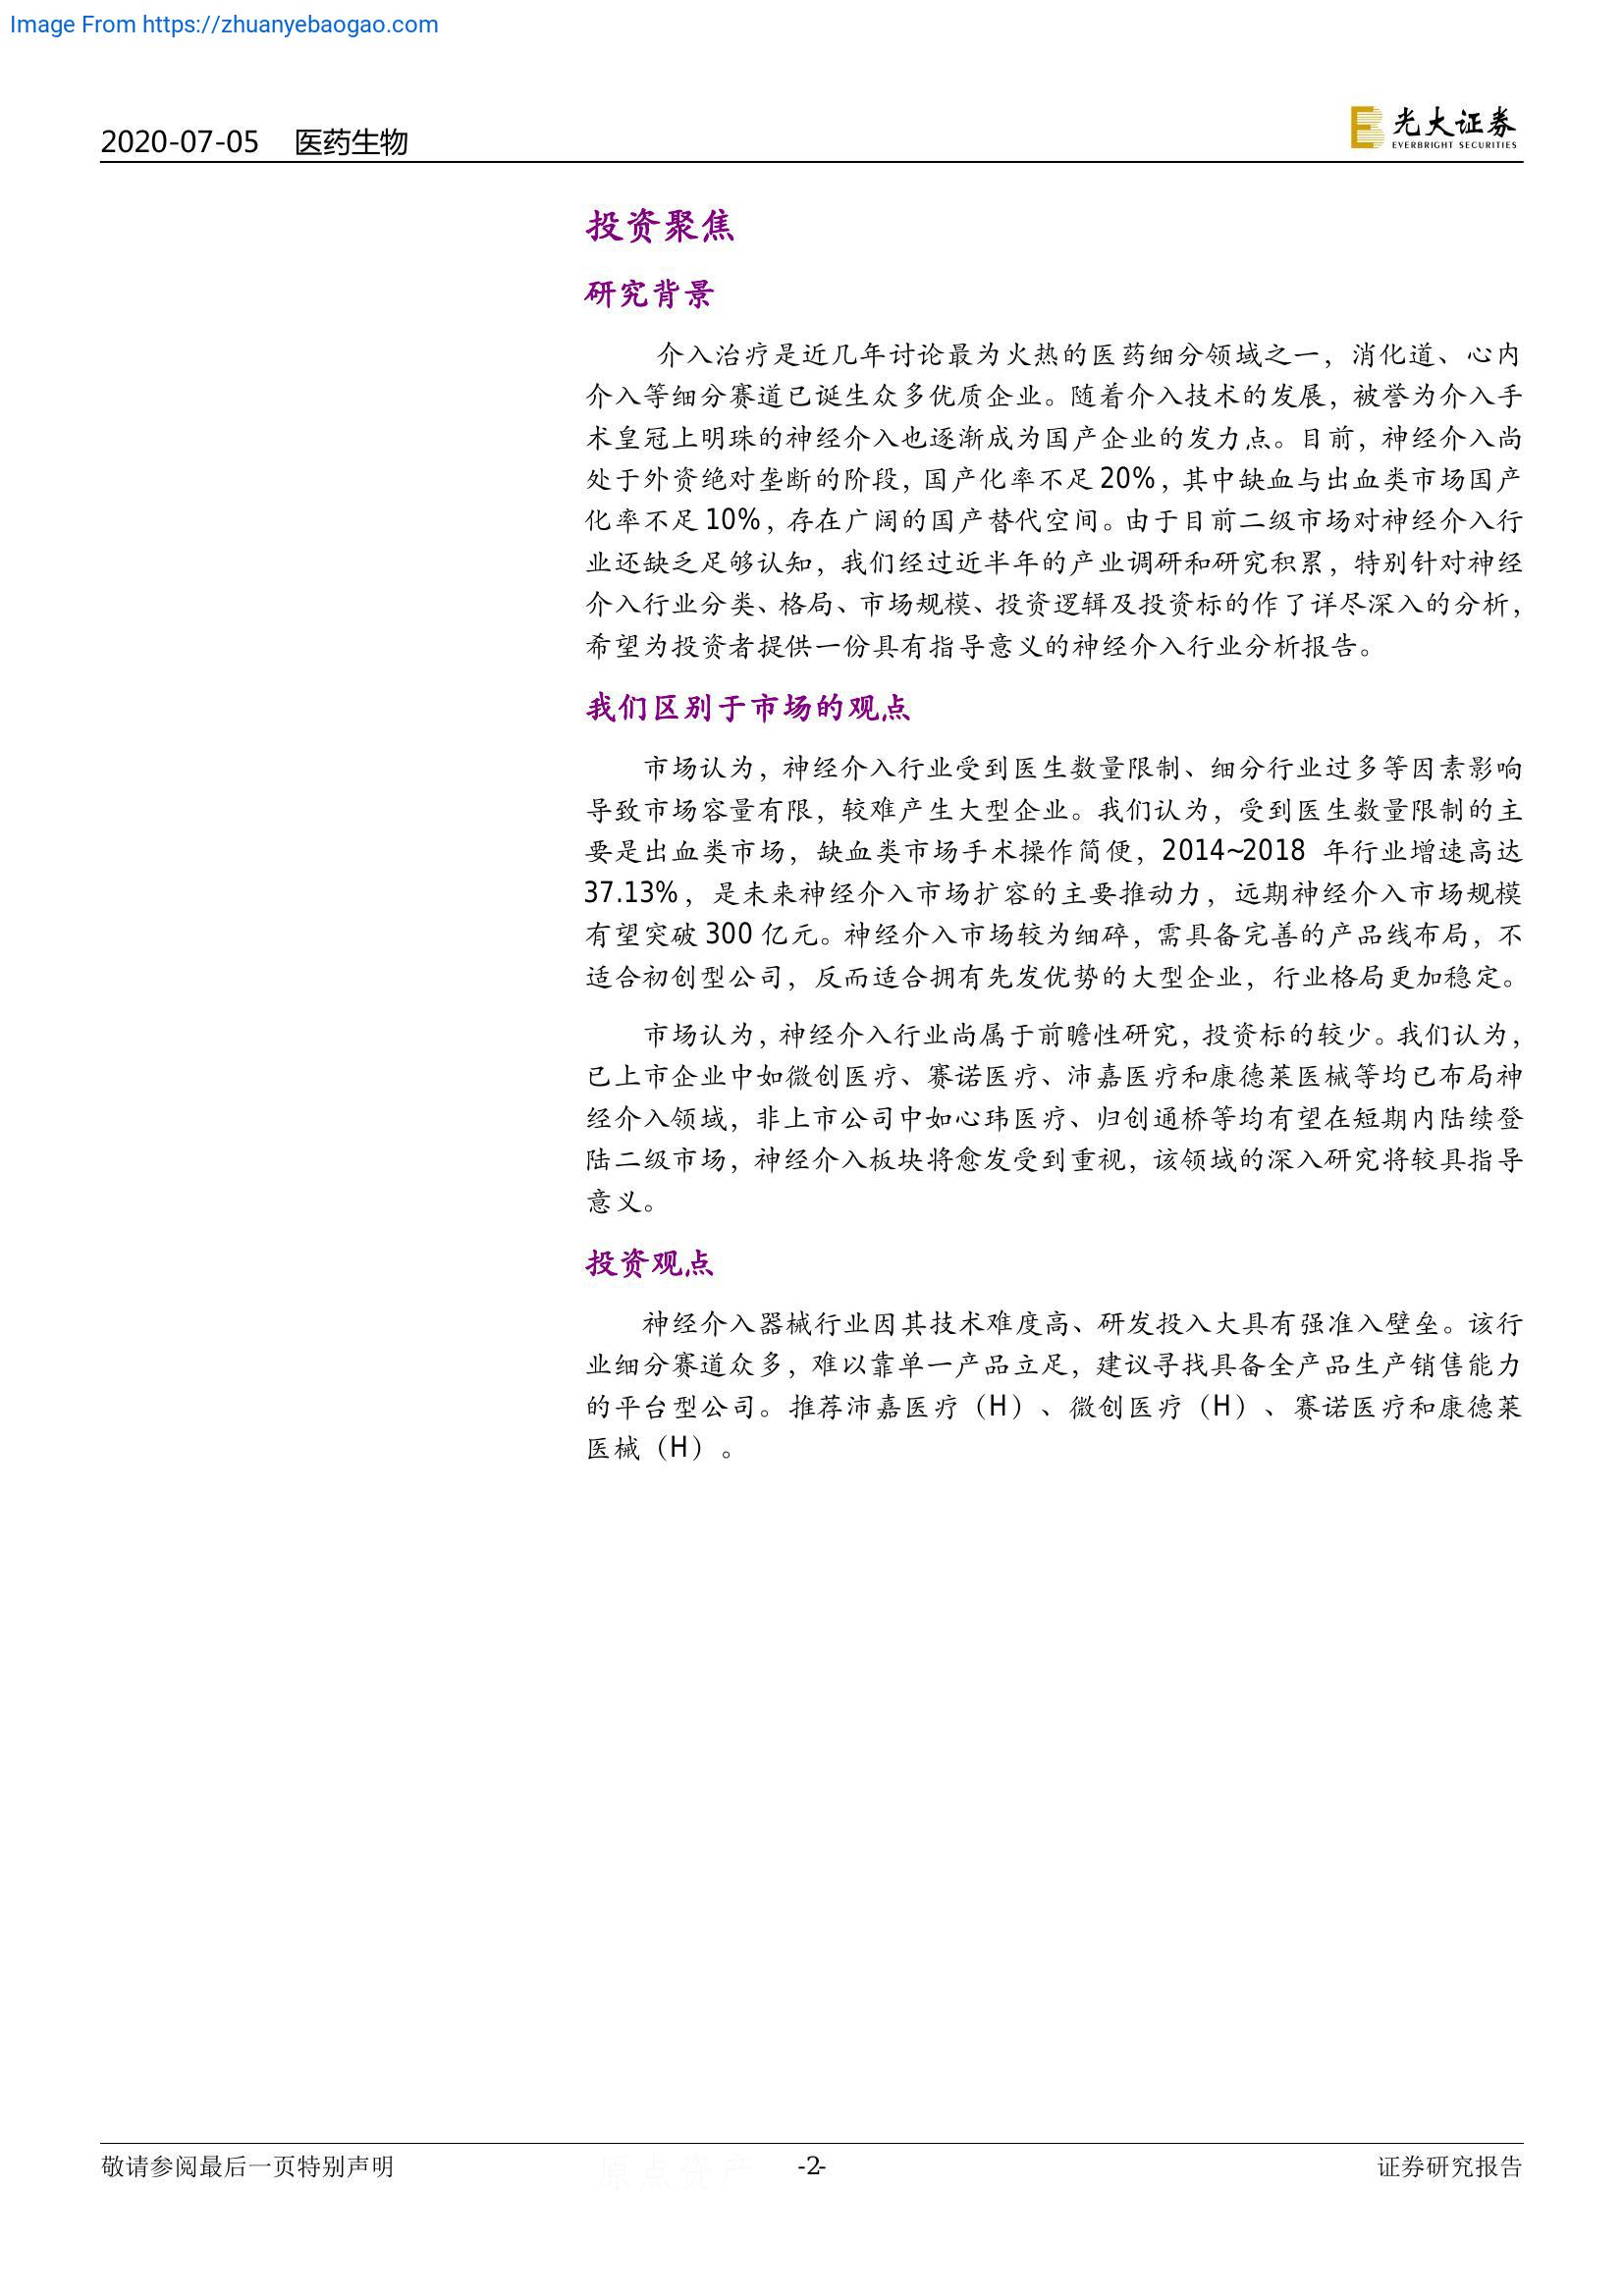 Image From https://zhuanyebaogao.com
2020-07-05 医药生物
光大证券
EVERBRIGHT SECURITIES
投资聚焦
研究背景
介入治疗是近几年讨论最为火热的医药细分领域之一，消化道、心内
介入等细分赛道已诞生众多优质企业。随着介入技术的发展，被誉为介入手
术皇冠上明珠的神经介入也逐渐成为国产企业的发力点。目前，神经介入尚
处于外资绝对垄断的阶段，国产化率不足 20%，其中缺血与出血类市场国产
化率不足 10%，存在广阔的国产替代空间。由于目前二级市场对神经介入行
业还缺乏足够认知，我们经过近半年的产业调研和研究积累，特别针对神经
介入行业分类、格局、市场规模、投资逻辑及投资标的作了详尽深入的分析，
希望为投资者提供一份具有指导意义的神经介入行业分析报告。
我们区别于市场的观点
市场认为，神经介入行业受到医生数量限制、细分行业过多等因素影响
导致市场容量有限，较难产生大型企业。我们认为，受到医生数量限制的主
要是出血类市场，缺血类市场手术操作简便，2014~2018 年行业增速高达
37.13%，是未来神经介入市场扩容的主要推动力，远期神经介入市场规模
有望突破 300 亿元。神经介入市场较为细碎，需具备完善的产品线布局，不
适合初创型公司，反而适合拥有先发优势的大型企业，行业格局更加稳定。
市场认为，神经介入行业尚属于前瞻性研究，投资标的较少。我们认为，
已上市企业中如微创医疗、赛诺医疗、沛嘉医疗和康德莱医械等均已布局神
经介入领域，非上市公司中如心玮医疗、归创通桥等均有望在短期内陆续登
陆二级市场，神经介入板块将愈发受到重视，该领域的深入研究将较具指导
意义。
投资观点
神经介入器械行业因其技术难度高、研发投入大具有强准入壁垒。该行
业细分赛道众多，难以靠单一产品立足，建议寻找具备全产品生产销售能力
的平台型公司。推荐沛嘉医疗（H）、微创医疗（H）、赛诺医疗和康德莱
医械（H）。
敬请参阅最后一页特别声明
原点资产
-2-
证券研究报告